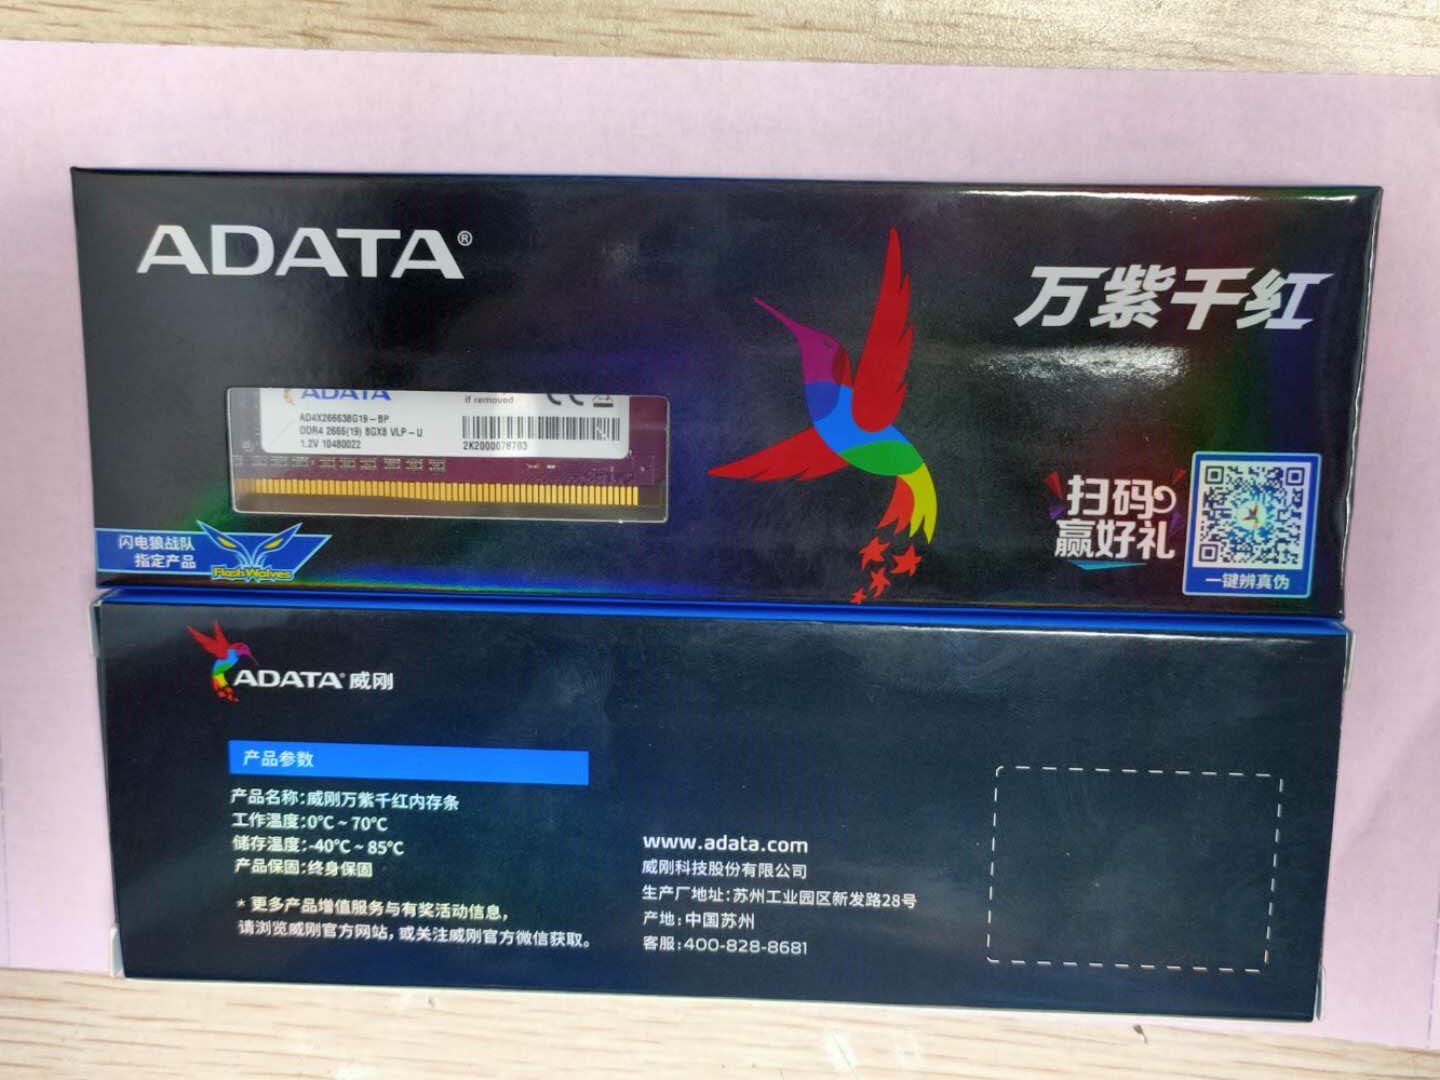 ADATA®
万紫千红
ADATA
if removed
AD4X266638G19-BP
DDR4 2666(19) 8GX8 VLP-U
1.2V 10480022
2K2000078703
闪电狼战队
指定产品
Flash Wolves
扫码
赢好礼
一键辨真伪
ADATA®威刚
产品参数
产品名称:威刚万紫千红内存条
工作温度:0°C ~ 70°C
储存温度:-40°C ~ 85°C
产品保固:终身保固
* 更多产品增值服务与有奖活动信息，
请浏览威刚官方网站，或关注威刚官方微信获取。
www.adata.com
威刚科技股份有限公司
生产厂地址:苏州工业园区新发路28号
产地:中国苏州
客服:400-828-8681